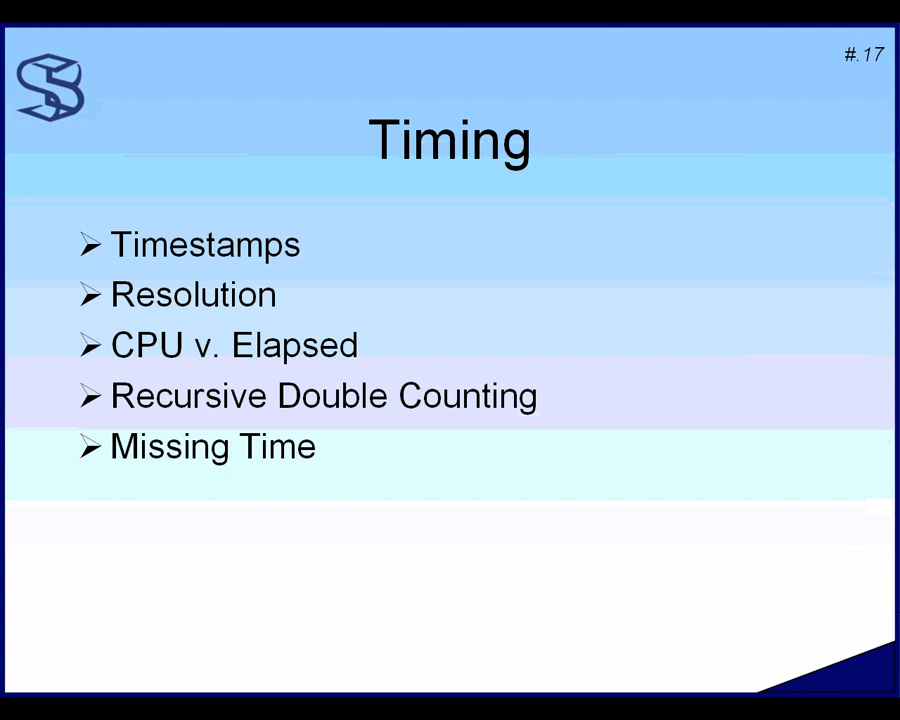 #.17
Timing
Timestamps
Resolution
CPU v. Elapsed
Recursive Double Counting
Missing Time